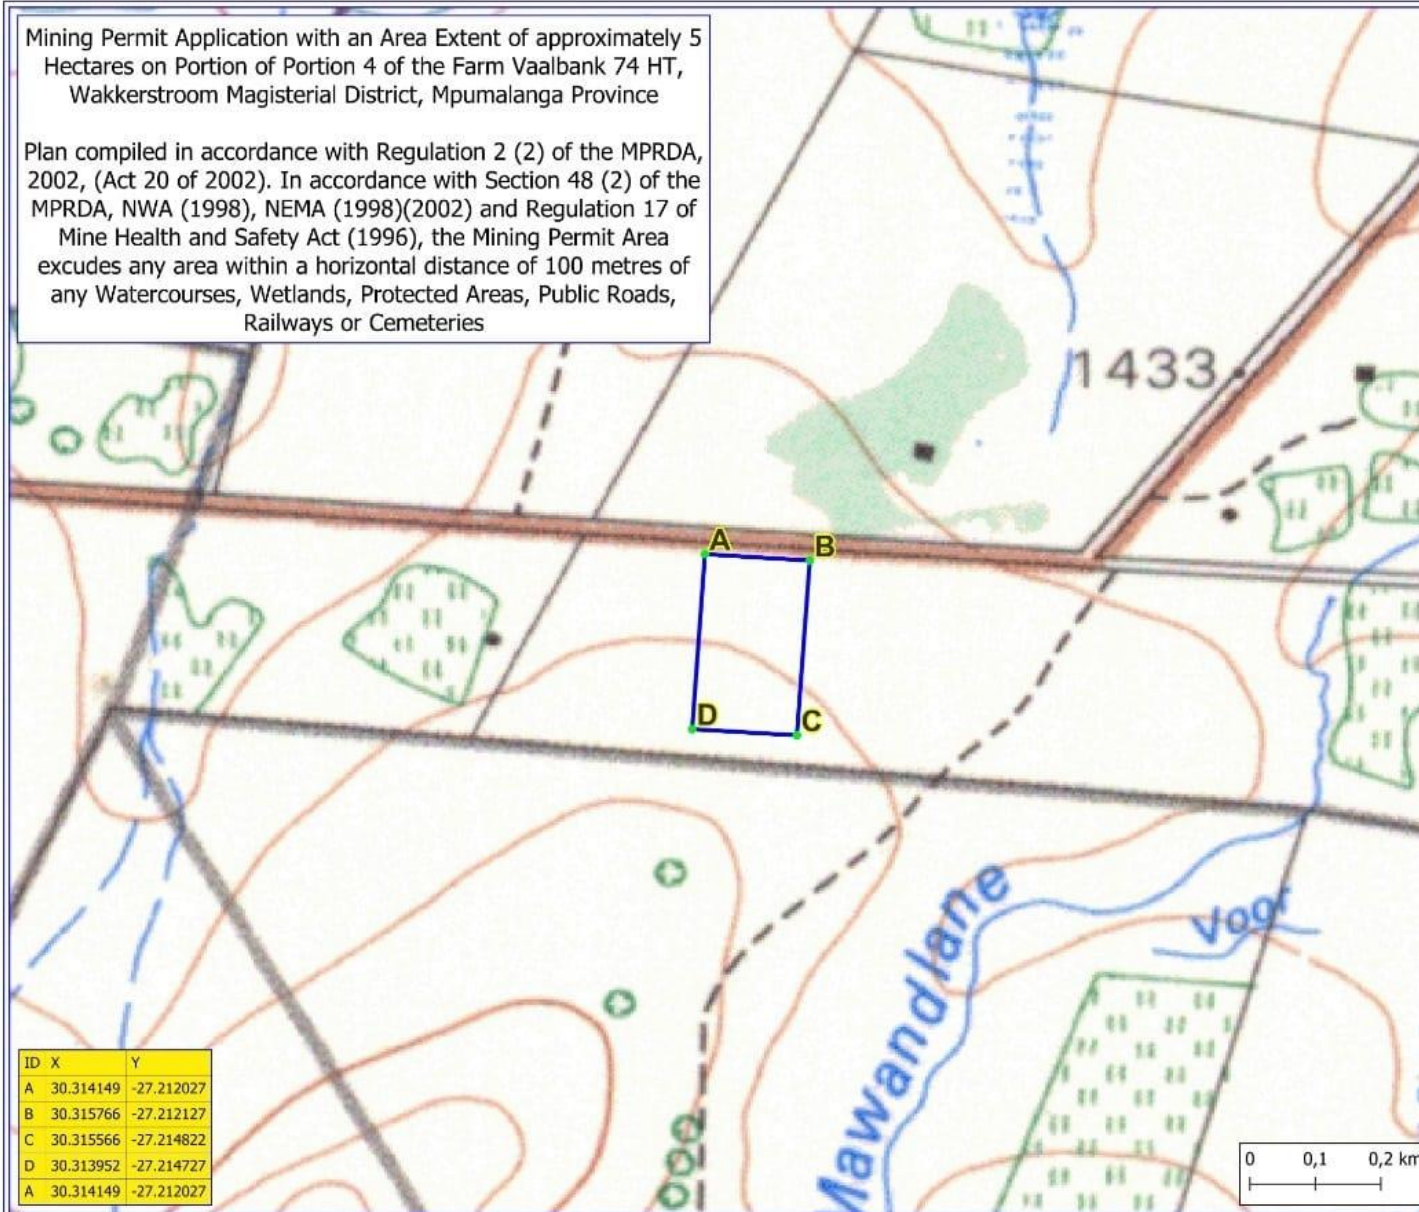 Mining Permit Application with an Area Extent of approximately 5
Hectares on Portion of Portion 4 of the Farm Vaalbank 74 HT,
Wakkerstroom Magisterial District, Mpumalanga Province
Plan compiled in accordance with Regulation 2 (2) of the MPRDA,
2002, (Act 20 of 2002). In accordance with Section 48 (2) of the
MPRDA, NWA (1998), NEMA (1998)(2002) and Regulation 17 of
Mine Health and Safety Act (1996), the Mining Permit Area
excudes any area within a horizontal distance of 100 metres of
any Watercourses, Wetlands, Protected Areas, Public Roads,
Railways or Cemeteries
1433
A
B
D
C
Mawandlane
Voor
ID X Y
A 30.314149 -27.212027
B 30.315766 -27.212127
C 30.315566 -27.214822
D 30.313952 -27.214727
A 30.314149 -27.212027
0 0,1 0,2 km